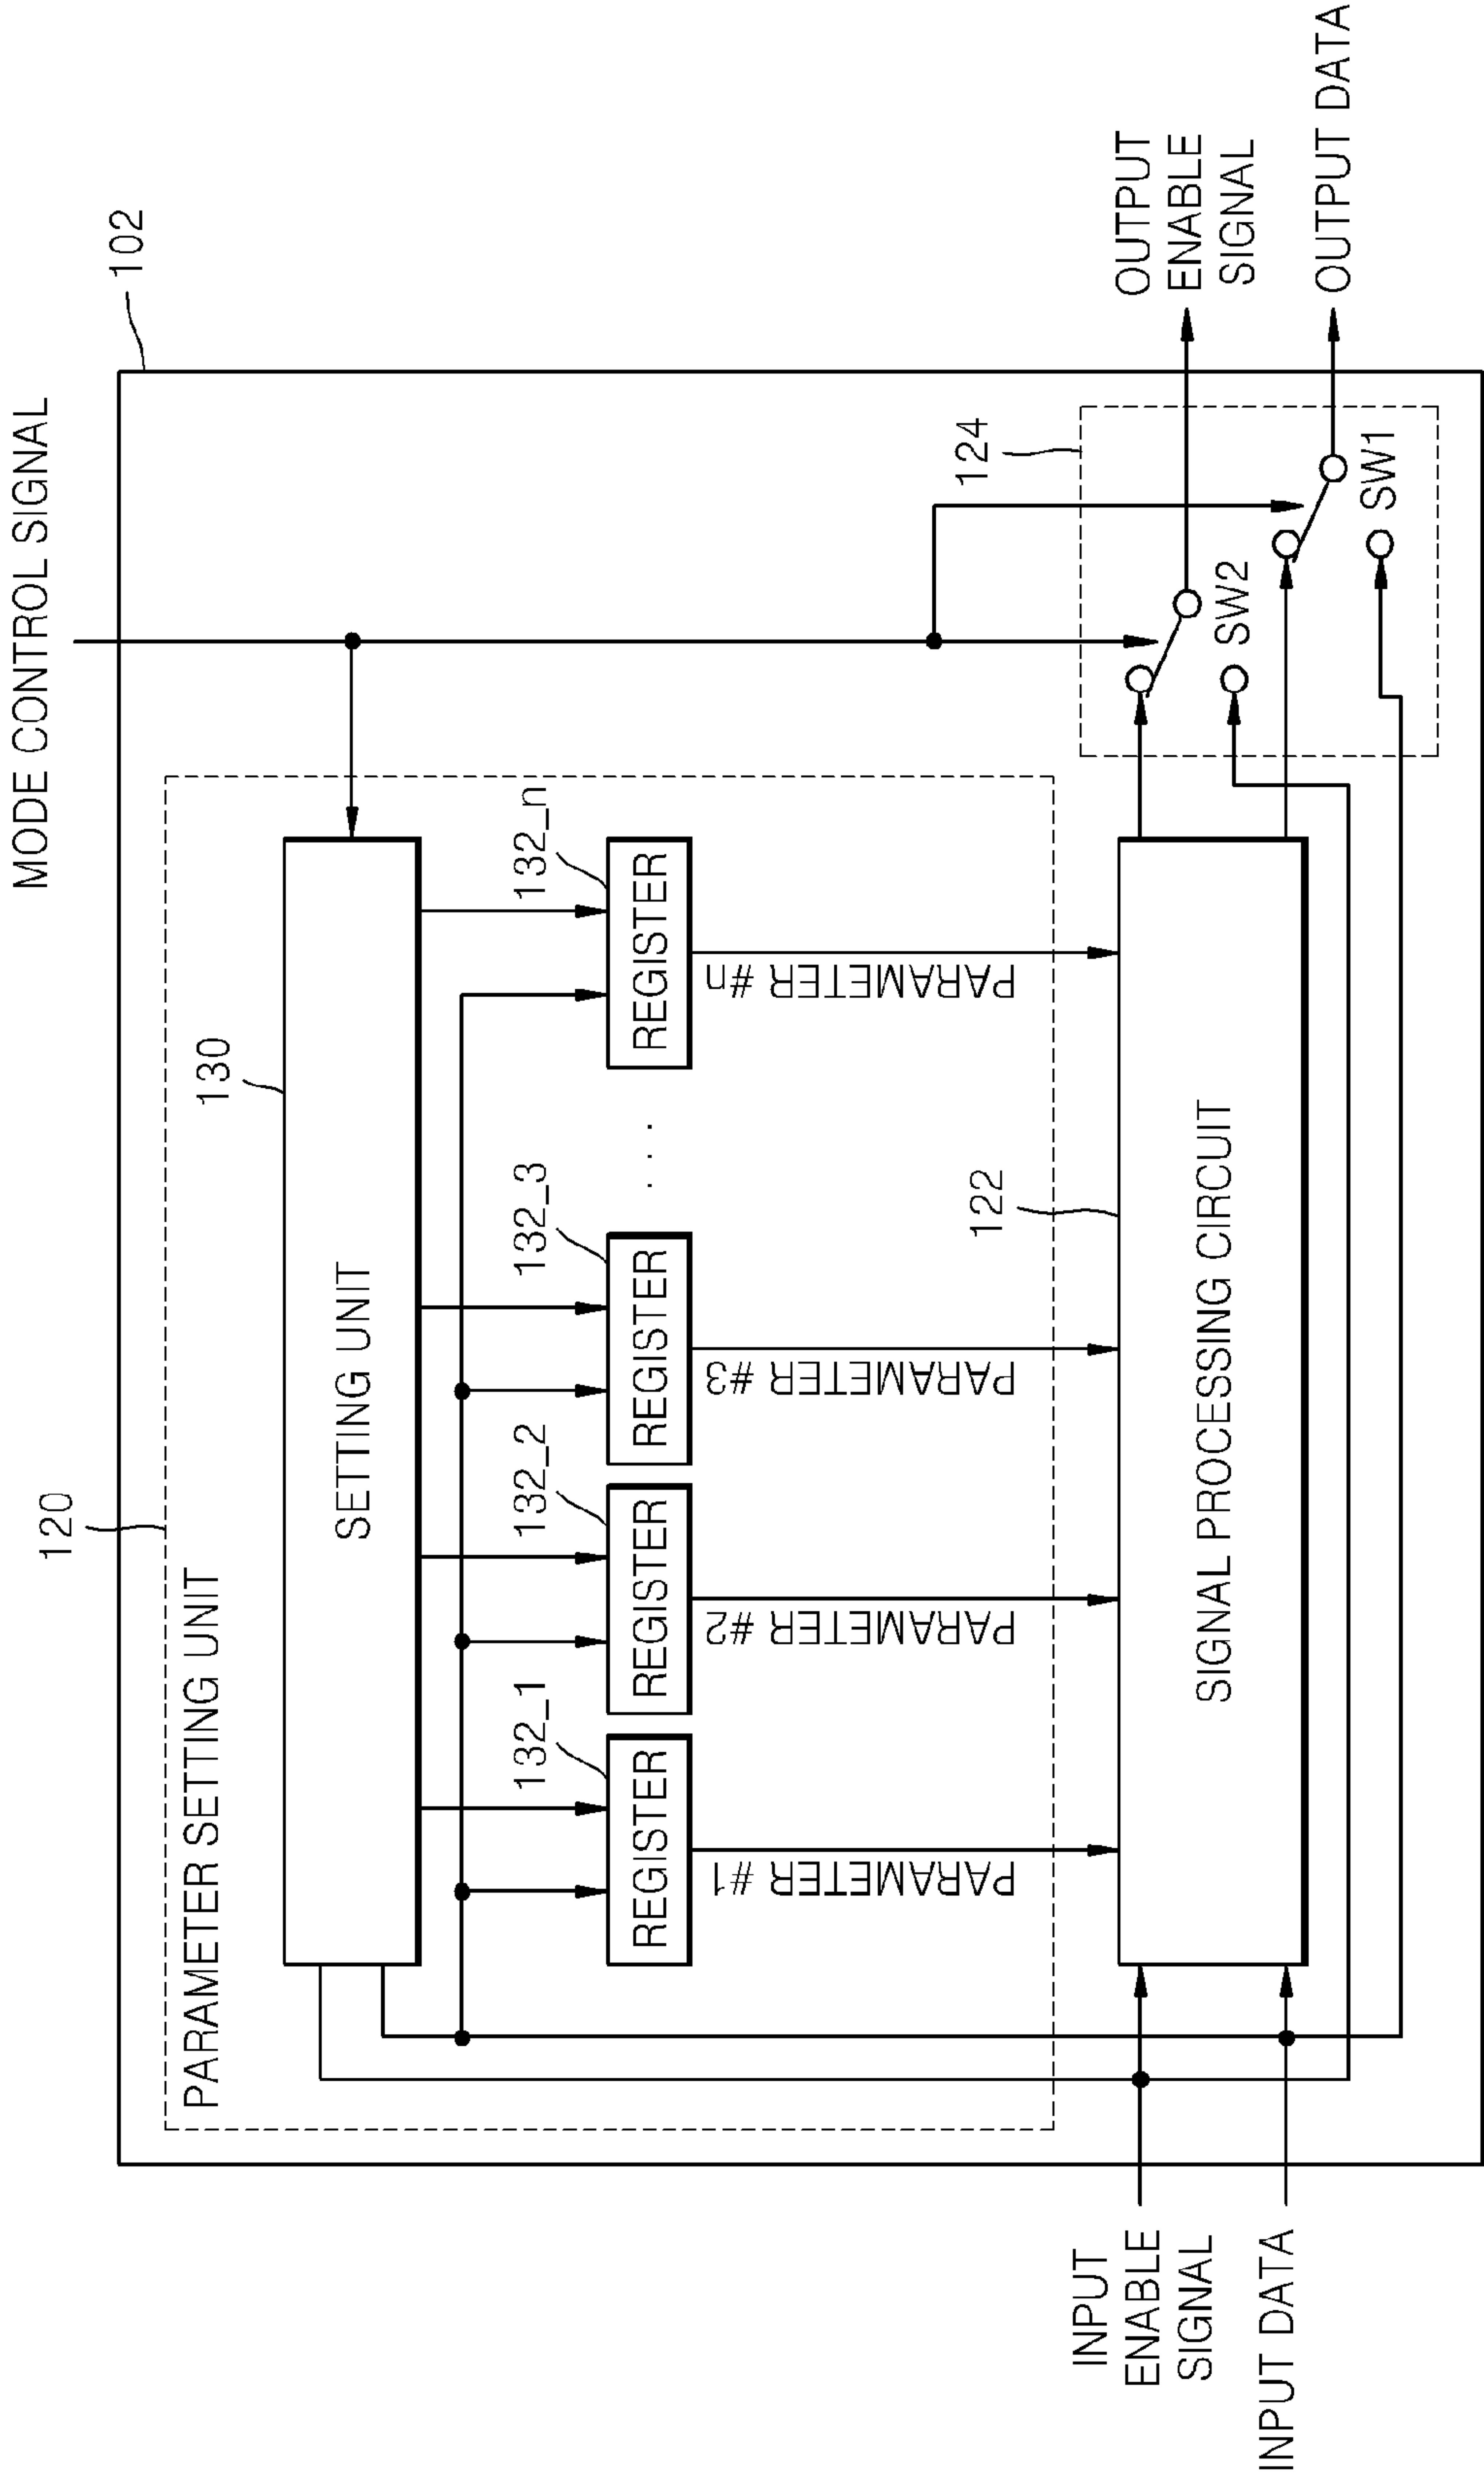 MODE CONTROL SIGNAL
102
120
PARAMETER SETTING UNIT
130
SETTING UNIT
132_1
132_2
132_3
132_n
REGISTER
REGISTER
REGISTER
. . .
REGISTER
PARAMETER #1
PARAMETER #2
PARAMETER #3
PARAMETER #n
122
SIGNAL PROCESSING CIRCUIT
124
SW2
SW1
INPUT
ENABLE
SIGNAL
INPUT DATA
OUTPUT
ENABLE
SIGNAL
OUTPUT DATA